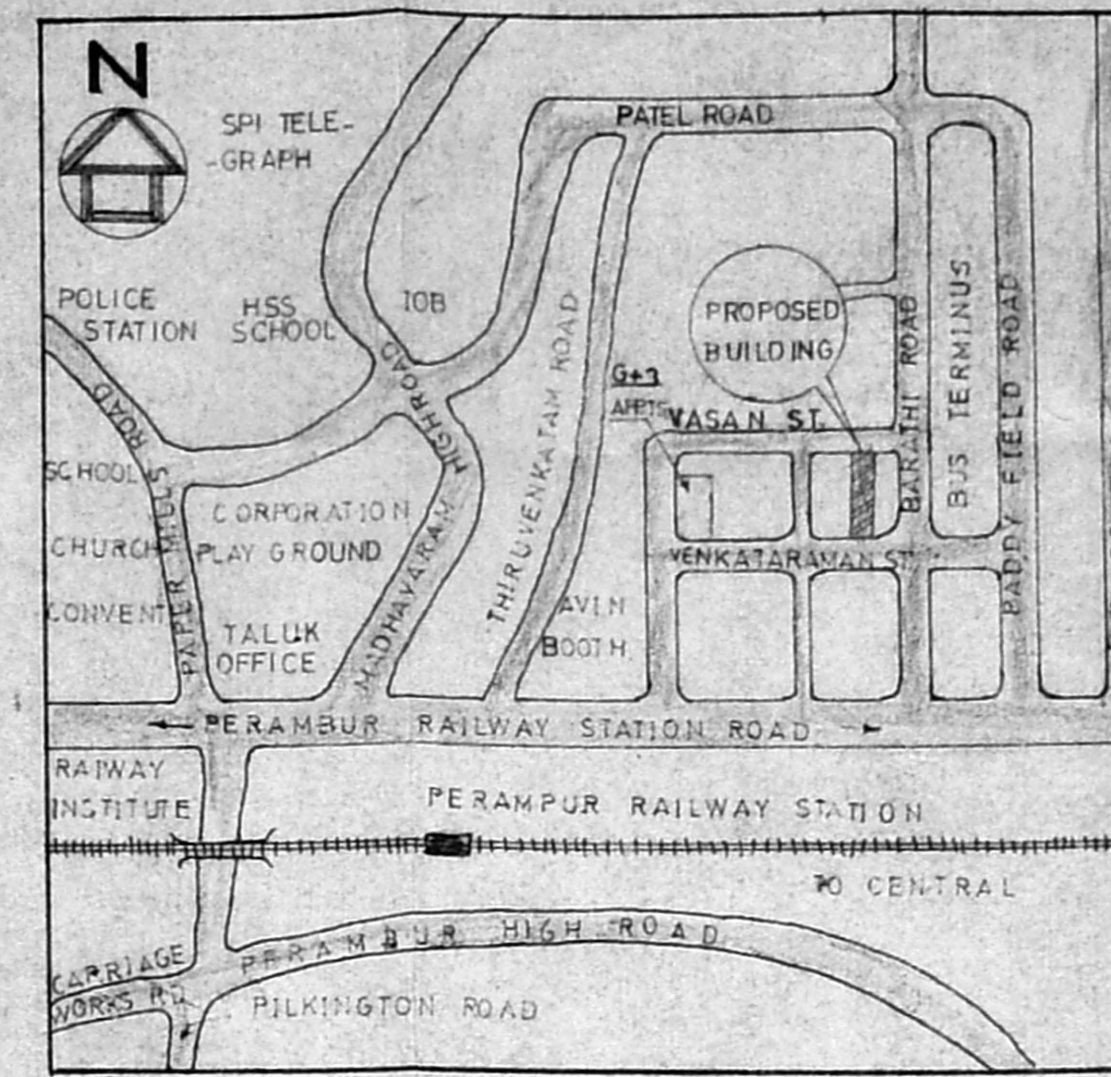 N
SPI TELE-
-GRAPH
PATEL ROAD
POLICE
STATION
HSS
SCHOOL
IOB
PROPOSED
BUILDING
G+3
APPTS
VASAN ST.
BARATHI ROAD
BUS TERMINUS
PADDY FIELD ROAD
THIRUVENKATAM ROAD
MADHAVARAM HIGHROAD
PAPER MILLS ROAD
SCHOOL
CHURCH
CONVENT
CORPORATION
PLAY GROUND
TALUK
OFFICE
VENKATARAMAN ST.
AVIN
BOOTH
PERAMBUR RAILWAY STATION ROAD
RAIWAY
INSTITUTE
PERAMPUR RAILWAY STATION
TO CENTRAL
PERAMBUR HIGH ROAD
CARRIAGE
WORKS RD
PILKINGTON ROAD